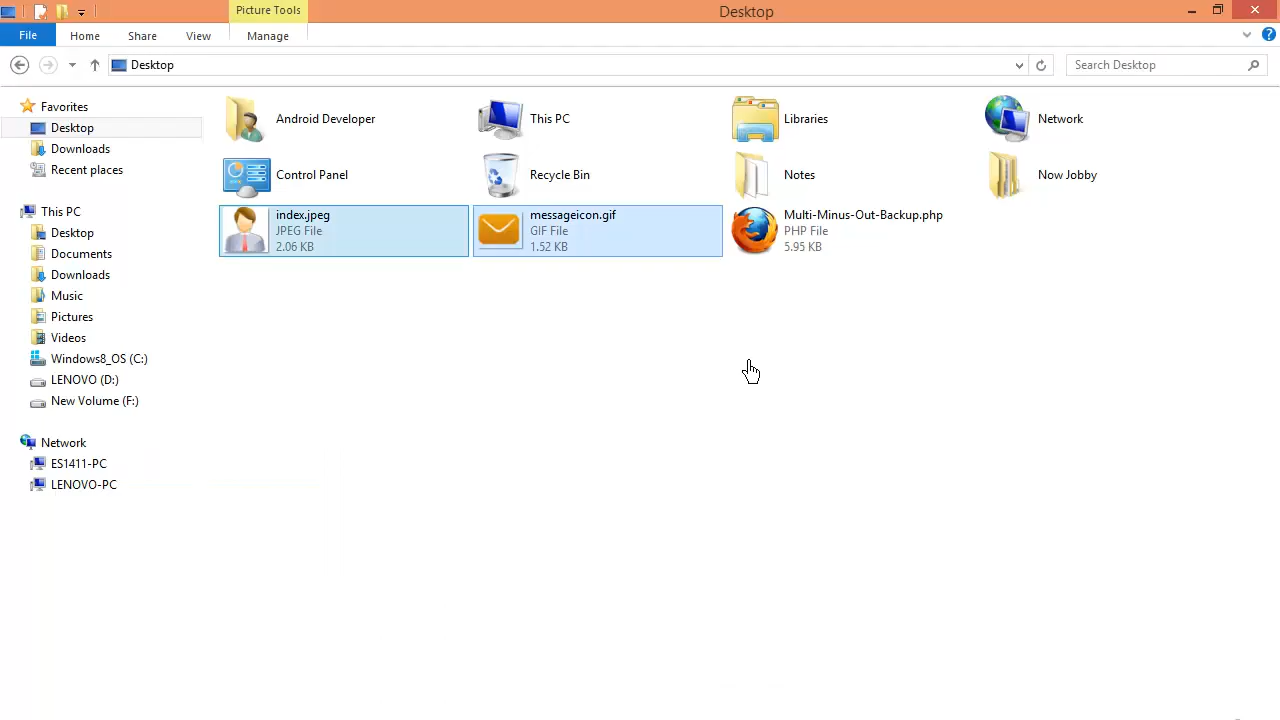 Picture Tools
Desktop
File
Home
Share
View
Manage
?
Desktop
Search Desktop
Favorites
Desktop
Downloads
Recent places
This PC
Desktop
Documents
Downloads
Music
Pictures
Videos
Windows8_OS (C:)
LENOVO (D:)
New Volume (F:)
Network
ES1411-PC
LENOVO-PC
Android Developer
This PC
Libraries
Network
Control Panel
Recycle Bin
Notes
Now Jobby
index.jpeg
JPEG File
2.06 KB
messageicon.gif
GIF File
1.52 KB
Multi-Minus-Out-Backup.php
PHP File
5.95 KB